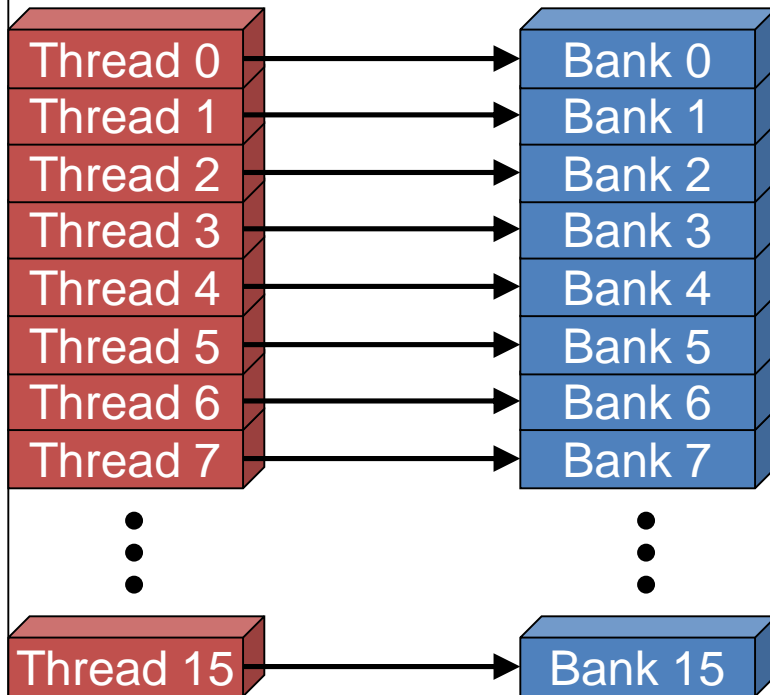 Thread 0
Bank 0
Thread 1
Bank 1
Thread 2
Bank 2
Thread 3
Bank 3
Thread 4
Bank 4
Thread 5
Bank 5
Thread 6
Bank 6
Thread 7
Bank 7
Thread 15
Bank 15